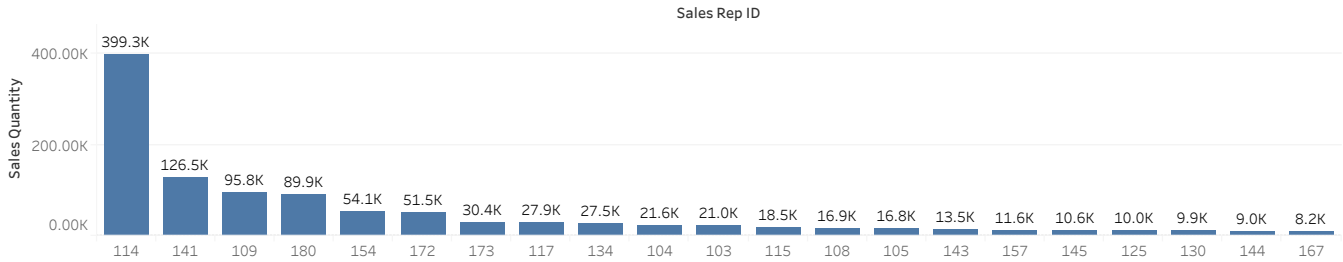 Sales Rep ID
399.3K
400.00K
126.5K
200.00K
95.8K
89.9K
54.1K
51.5K
30.4K 27.9K 27.5K 21.6K 21.0K 18.5K 16.9K 16.8K 13.5K 11.6K 10.6K 10.0K 9.9K 9.0K 8.2K
0.00K
Sales Quantity
114 141 109 180 154 172 173 117 134 104 103 115 108 105 143 157 145 125 130 144 167